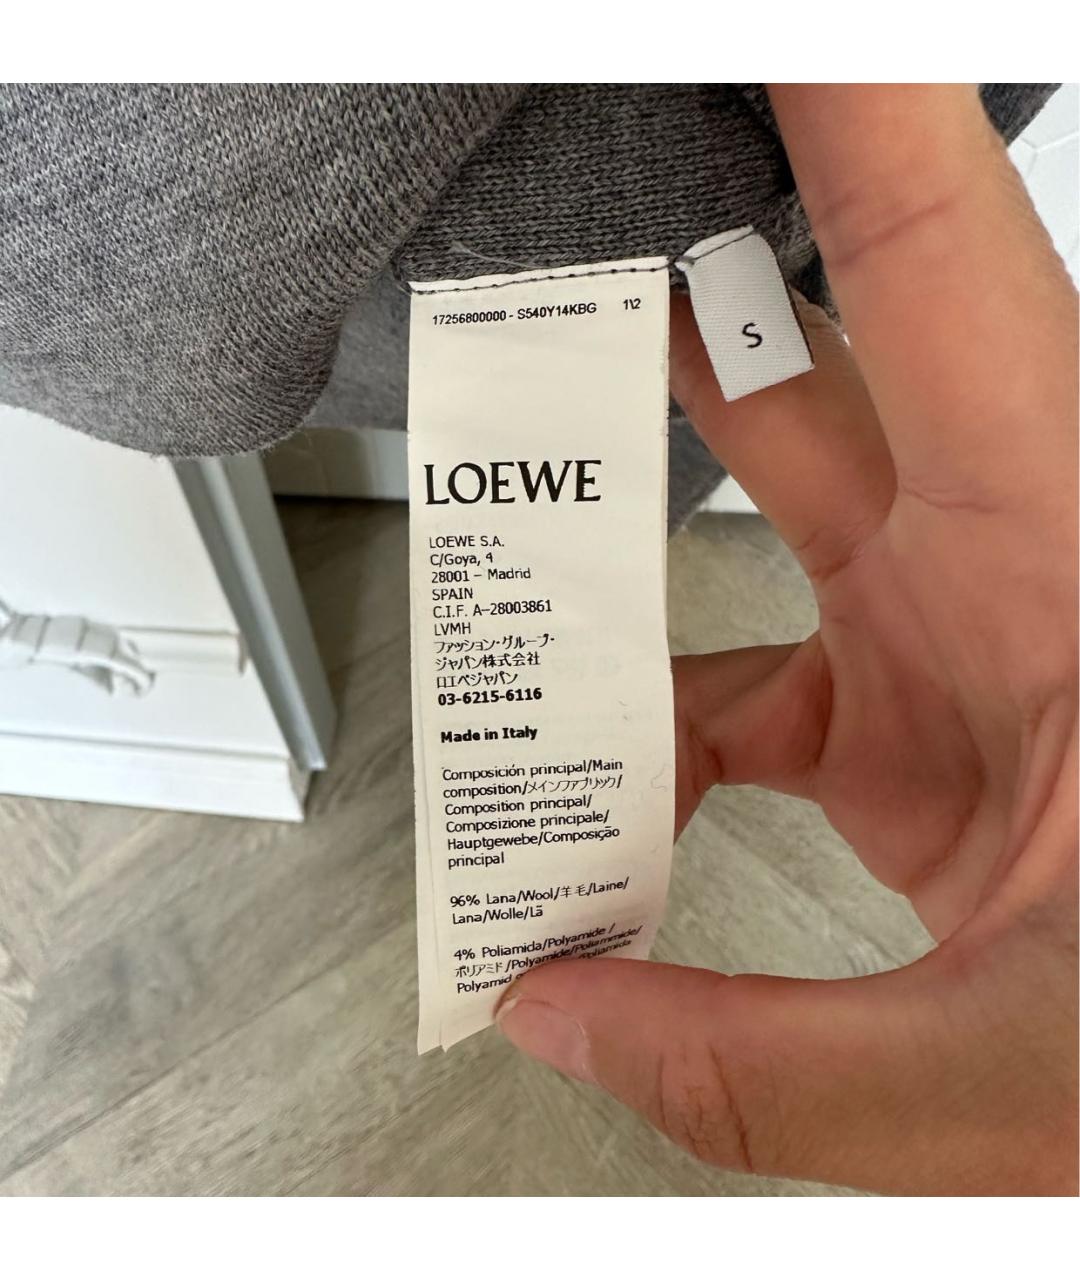 17256800000 - S540Y14KBG 1\2
S
LOEWE
LOEWE S.A.
C/Goya, 4
28001 – Madrid
SPAIN
C.I.F. A-28003861
LVMH
ファッション・グループ・
ジャパン株式会社
ロエベジャパン
03-6215-6116
Made in Italy
Composición principal/Main
composition/メインファブリック/
Composition principal/
Composizione principale/
Hauptgewebe/Composição
principal
96% Lana/Wool/羊毛/Laine/
Lana/Wolle/Lã
4% Poliamida/Polyamide /
ポリアミド/Polyamide/Poliammide/
Polyamid /Poliamida